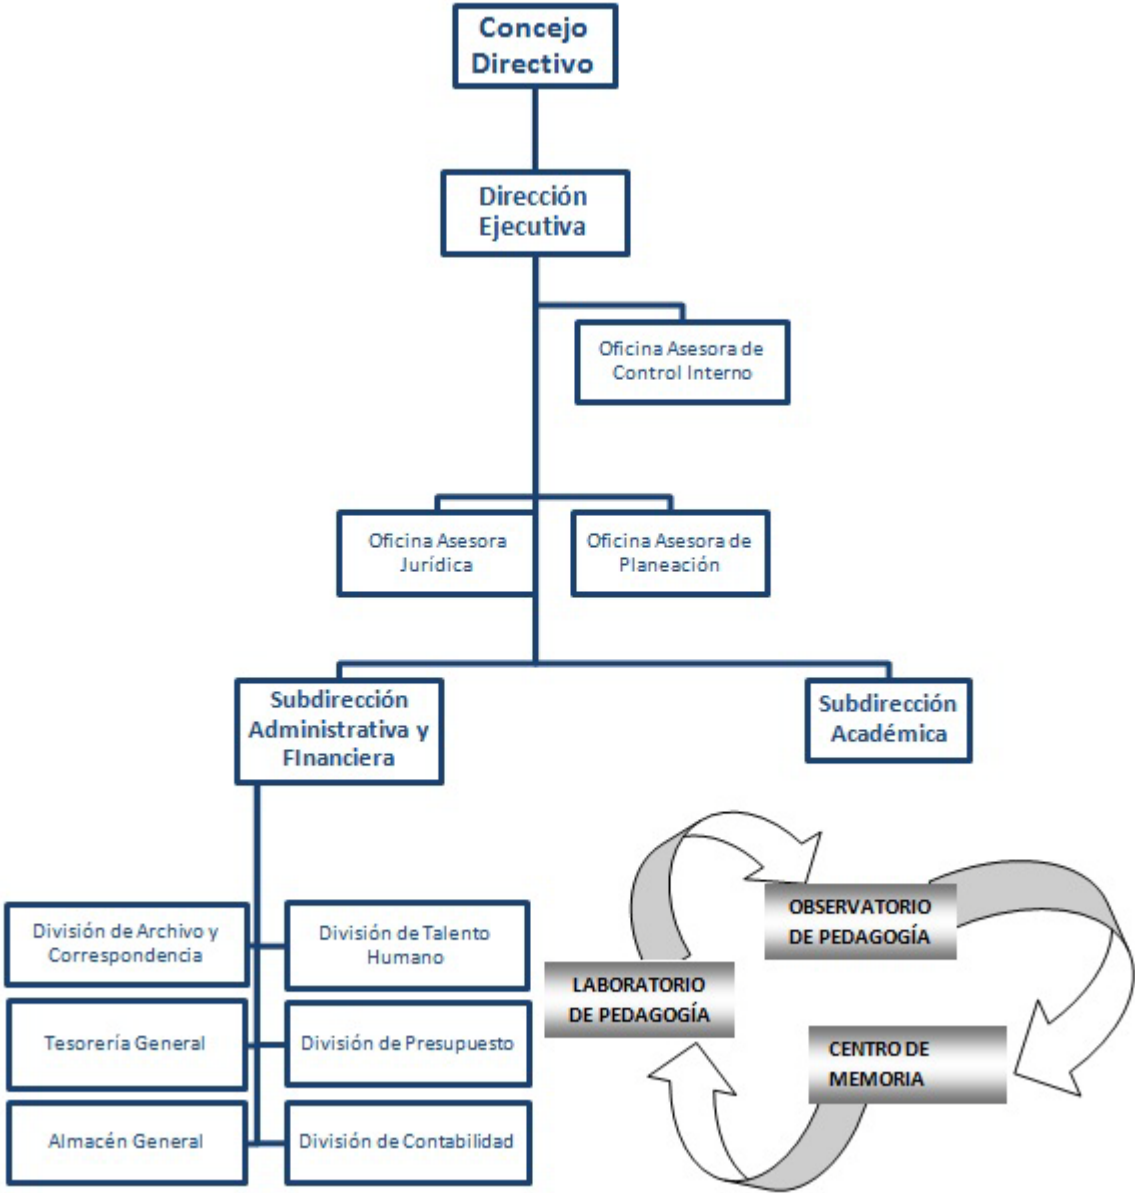 Concejo
Directivo
Dirección
Ejecutiva
Oficina Asesora de
Control Interno
Oficina Asesora
Jurídica
Oficina Asesora de
Planeación
Subdirección
Administrativa y
FInanciera
Subdirección
Académica
División de Archivo y
Correspondencia
División de Talento
Humano
Tesorería General
División de Presupuesto
Almacén General
División de Contabilidad
OBSERVATORIO
DE PEDAGOGÍA
LABORATORIO
DE PEDAGOGÍA
CENTRO DE
MEMORIA